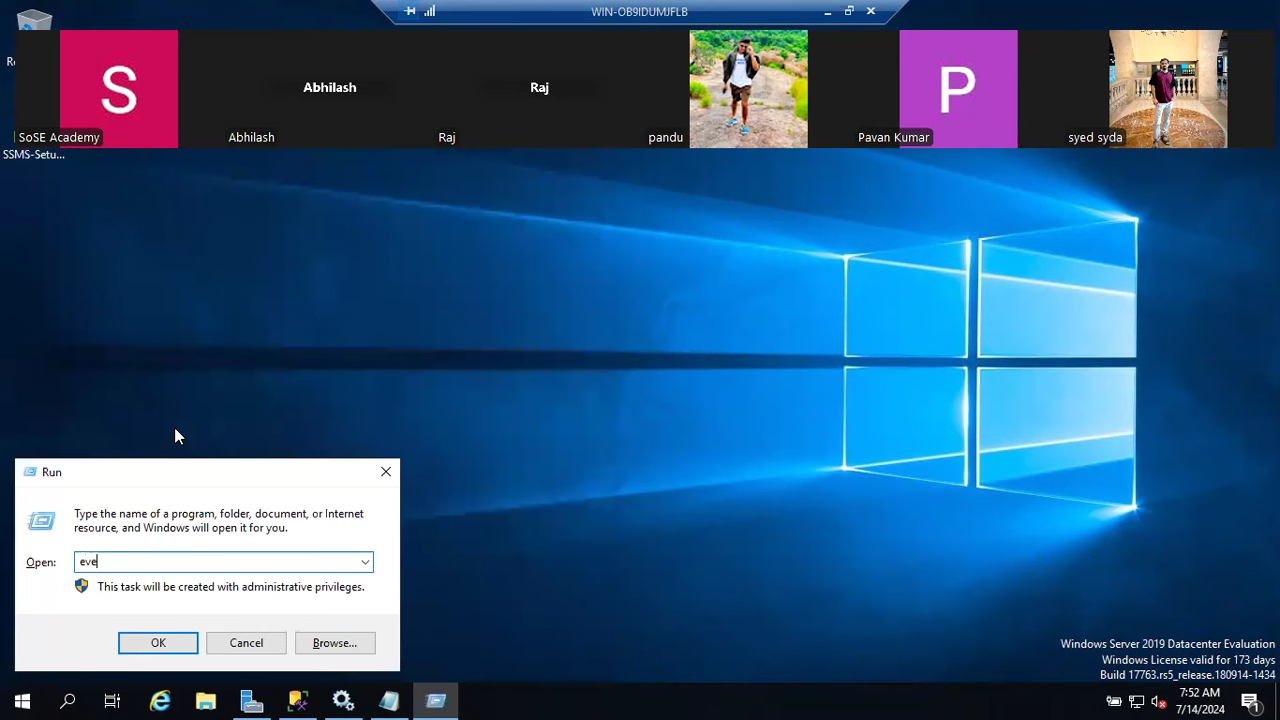 WIN-OB9IDUMJFLB
S
Abhilash
Raj
P
SoSE Academy
Abhilash
Raj
pandu
Pavan Kumar
syed syda
SSMS-Setu...
Run
Type the name of a program, folder, document, or Internet
resource, and Windows will open it for you.
Open:
eve
This task will be created with administrative privileges.
OK
Cancel
Browse...
Windows Server 2019 Datacenter Evaluation
Windows License valid for 173 days
Build 17763.rs5_release.180914-1434
7:52 AM
7/14/2024
1